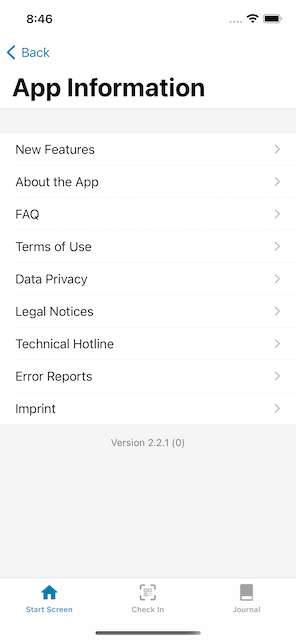 8:46
Back
App Information
New Features
About the App
FAQ
Terms of Use
Data Privacy
Legal Notices
Technical Hotline
Error Reports
Imprint
Version 2.2.1 (0)
Start Screen
Check In
Journal